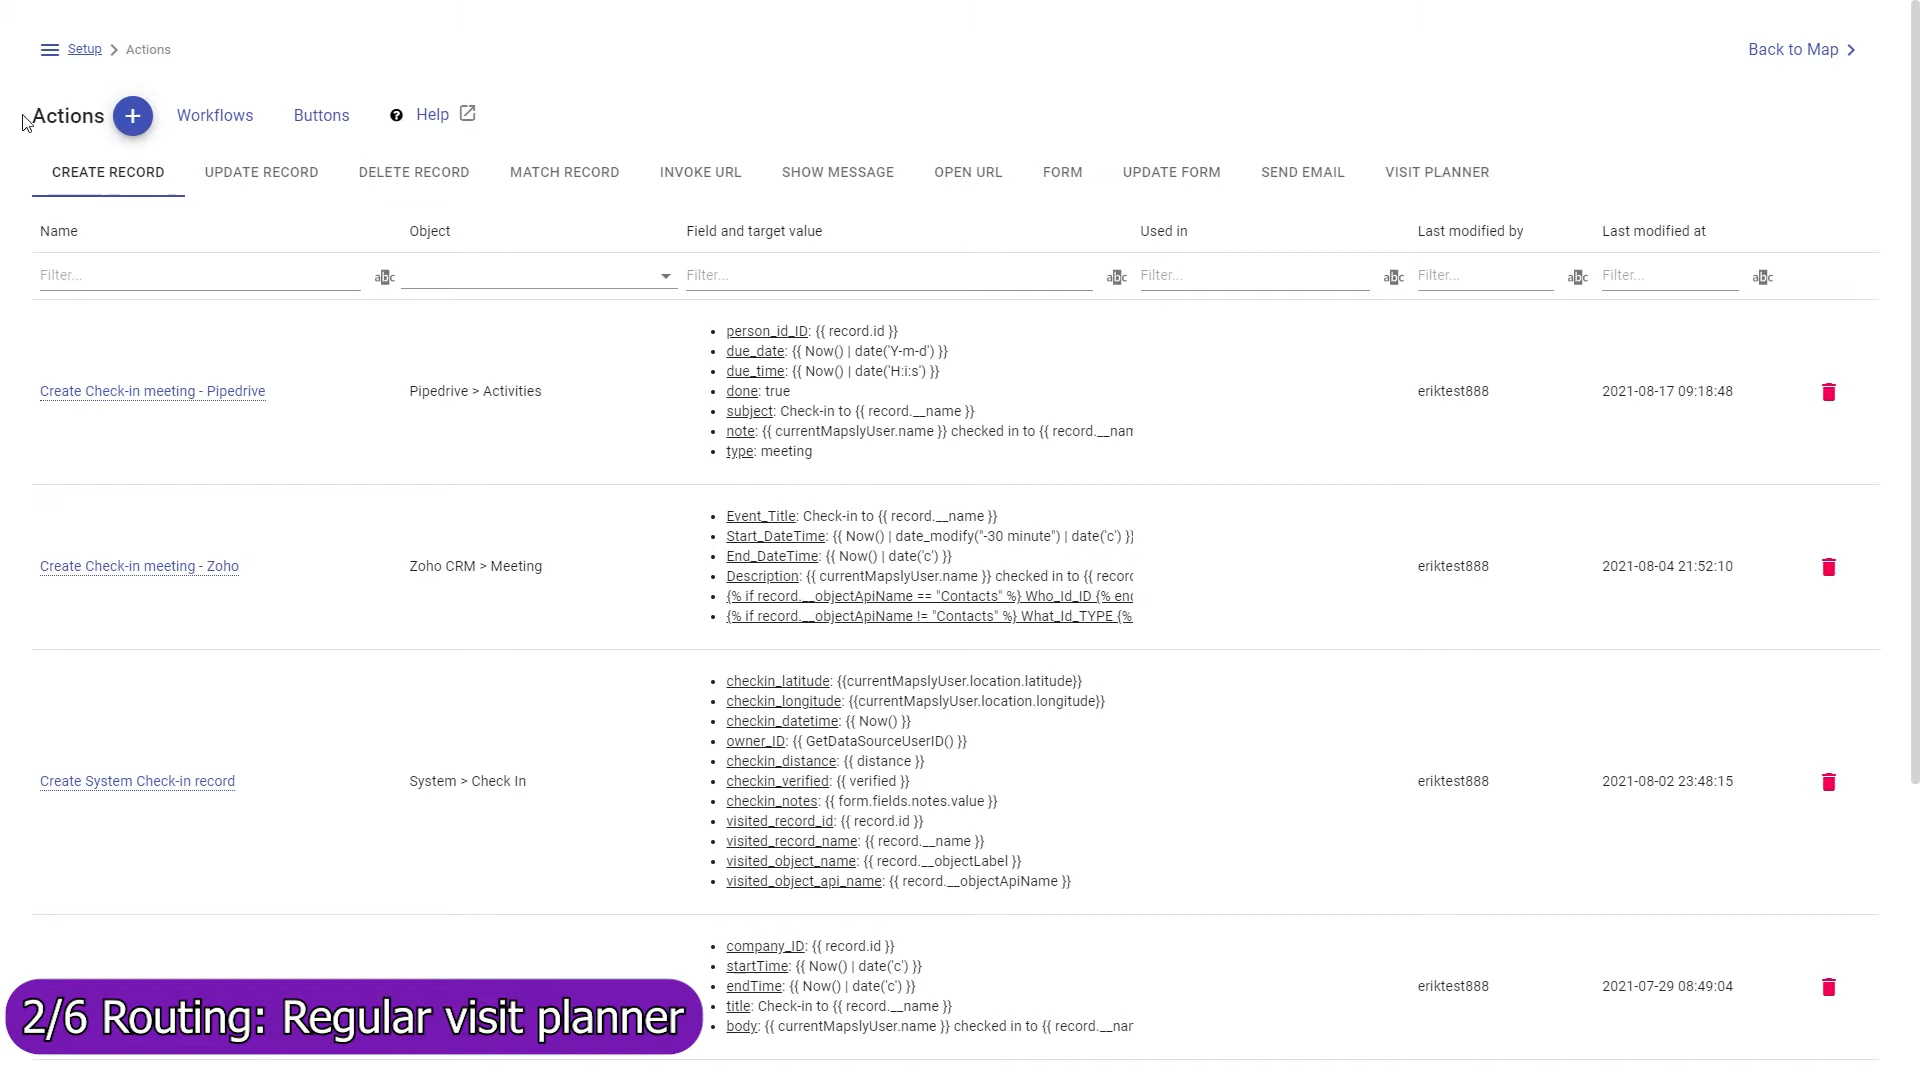 Setup > Actions
Back to Map >
Actions + Workflows Buttons ? Help
CREATE RECORD UPDATE RECORD DELETE RECORD MATCH RECORD INVOKE URL SHOW MESSAGE OPEN URL FORM UPDATE FORM SEND EMAIL VISIT PLANNER
Name Object Field and target value Used in Last modified by Last modified at
Filter... abc Filter... abc Filter... abc Filter... abc Filter... abc
person_id_ID: {{ record.id }}
due_date: {{ Now() | date('Y-m-d') }}
due_time: {{ Now() | date('H:i:s') }}
Create Check-in meeting - Pipedrive Pipedrive > Activities done: true eriktest888 2021-08-17 09:18:48
subject: Check-in to {{ record.__name }}
note: {{ currentMapslyUser.name }} checked in to {{ record.__nam
type: meeting
Event_Title: Check-in to {{ record.__name }}
Start_DateTime: {{ Now() | date_modify("-30 minute") | date('c') }}
End_DateTime: {{ Now() | date('c') }}
Create Check-in meeting - Zoho Zoho CRM > Meeting eriktest888 2021-08-04 21:52:10
Description: {{ currentMapslyUser.name }} checked in to {{ recorc
{% if record.__objectApiName == "Contacts" %} Who_Id_ID {% enc
{% if record.__objectApiName != "Contacts" %} What_Id_TYPE {%
checkin_latitude: {{currentMapslyUser.location.latitude}}
checkin_longitude: {{currentMapslyUser.location.longitude}}
checkin_datetime: {{ Now() }}
owner_ID: {{ GetDataSourceUserID() }}
checkin_distance: {{ distance }}
Create System Check-in record System > Check In checkin_verified: {{ verified }} eriktest888 2021-08-02 23:48:15
checkin_notes: {{ form.fields.notes.value }}
visited_record_id: {{ record.id }}
visited_record_name: {{ record.__name }}
visited_object_name: {{ record.__objectLabel }}
visited_object_api_name: {{ record.__objectApiName }}
company_ID: {{ record.id }}
startTime: {{ Now() | date('c') }}
endTime: {{ Now() | date('c') }} eriktest888 2021-07-29 08:49:04
title: Check-in to {{ record.__name }}
body: {{ currentMapslyUser.name }} checked in to {{ record.__nar
2/6 Routing: Regular visit planner